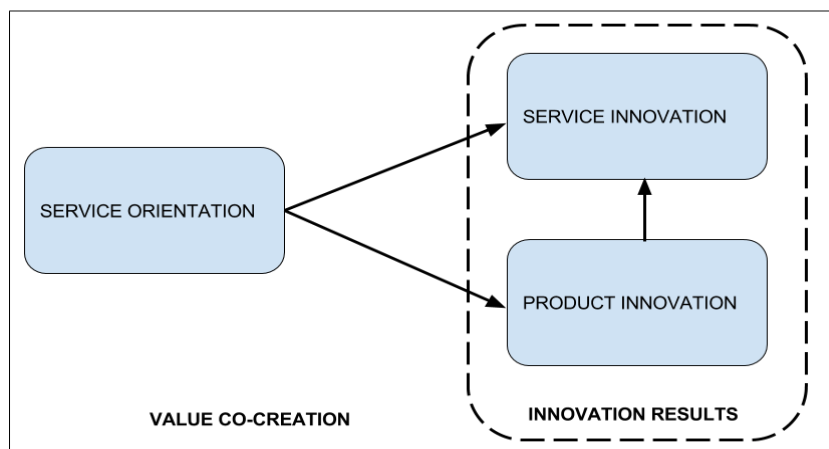 SERVICE INNOVATION
SERVICE ORIENTATION
PRODUCT INNOVATION
VALUE CO-CREATION
INNOVATION RESULTS